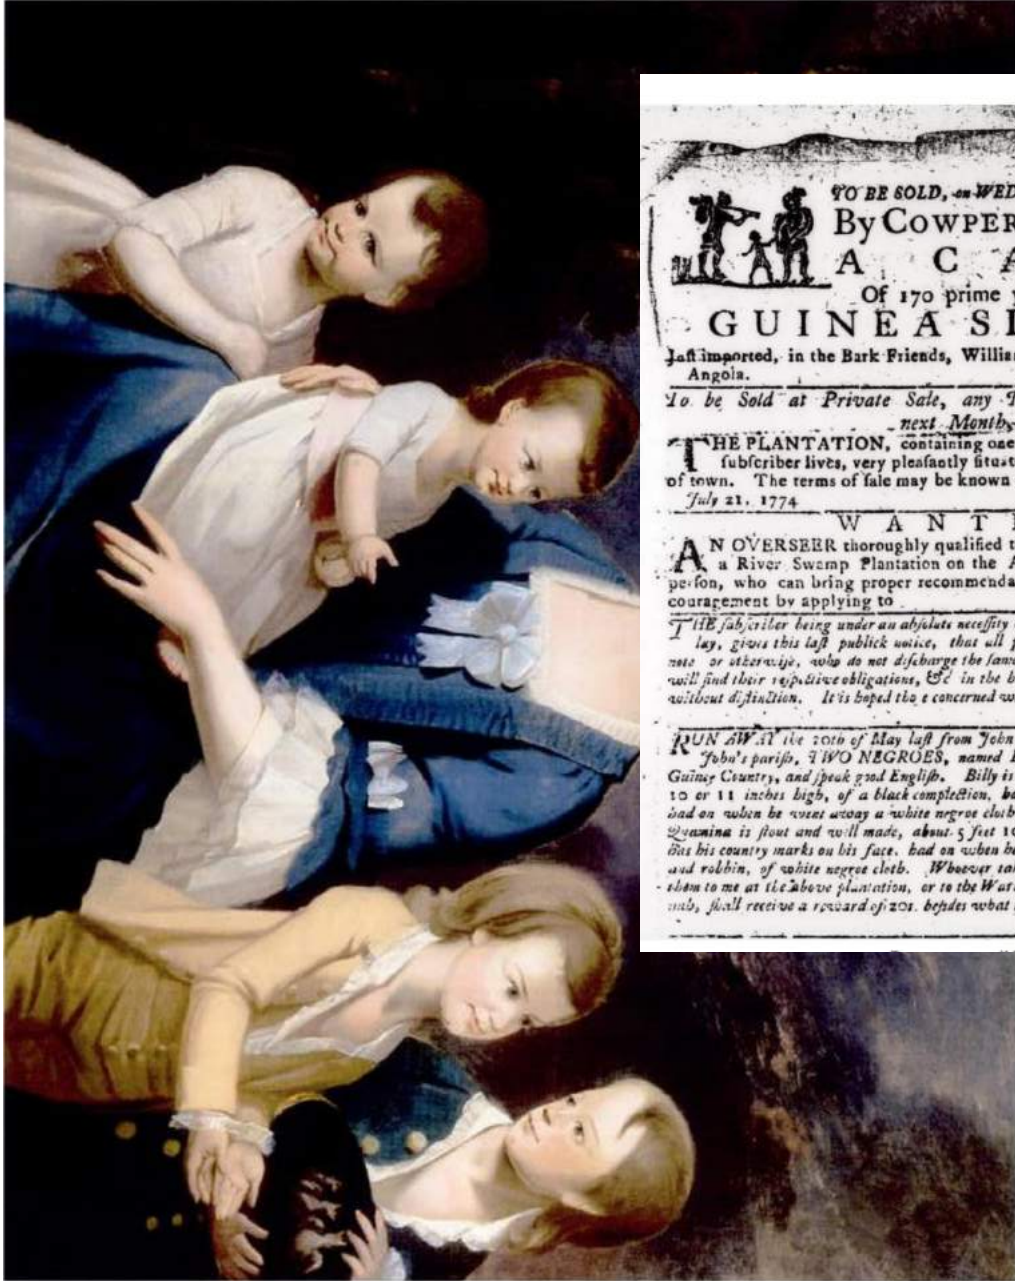 TO BE SOLD, on WED
By COWPER
A C A
Of 170 prime y
GUINEA SL
Just imported, in the Bark Friends, Willia
Angola.
To be Sold at Private Sale, any T
next Month,
THE PLANTATION, containing one
subscriber lives, very pleasantly situat
of town. The terms of sale may be known
July 21. 1774
WANT
AN OVERSEER thoroughly qualified t
a River Swamp Plantation on the A
person, who can bring proper recommenda
couragement by applying to
THE subscriber being under an absolute necessity
lay, gives this last publick notice, that all p
note or otherwise, who do not discharge the same
will find their respective obligations, &c in the b
without distinction. It is hoped those concerned w
RUN AWAY the 20th of May last from John
John's parish, TWO NEGROES, named
Guiney Country, and speak good English. Billy is
10 or 11 inches high, of a black complection, ba
had on when he went away a white negroe cloth
Quamina is stout and well made, about 5 feet 10
has his country marks on his face. had on when he
and robbin, of white negroe cloth. Whoever tak
them to me at the above plantation, or to the War
shall receive a reward of 20s. besides what